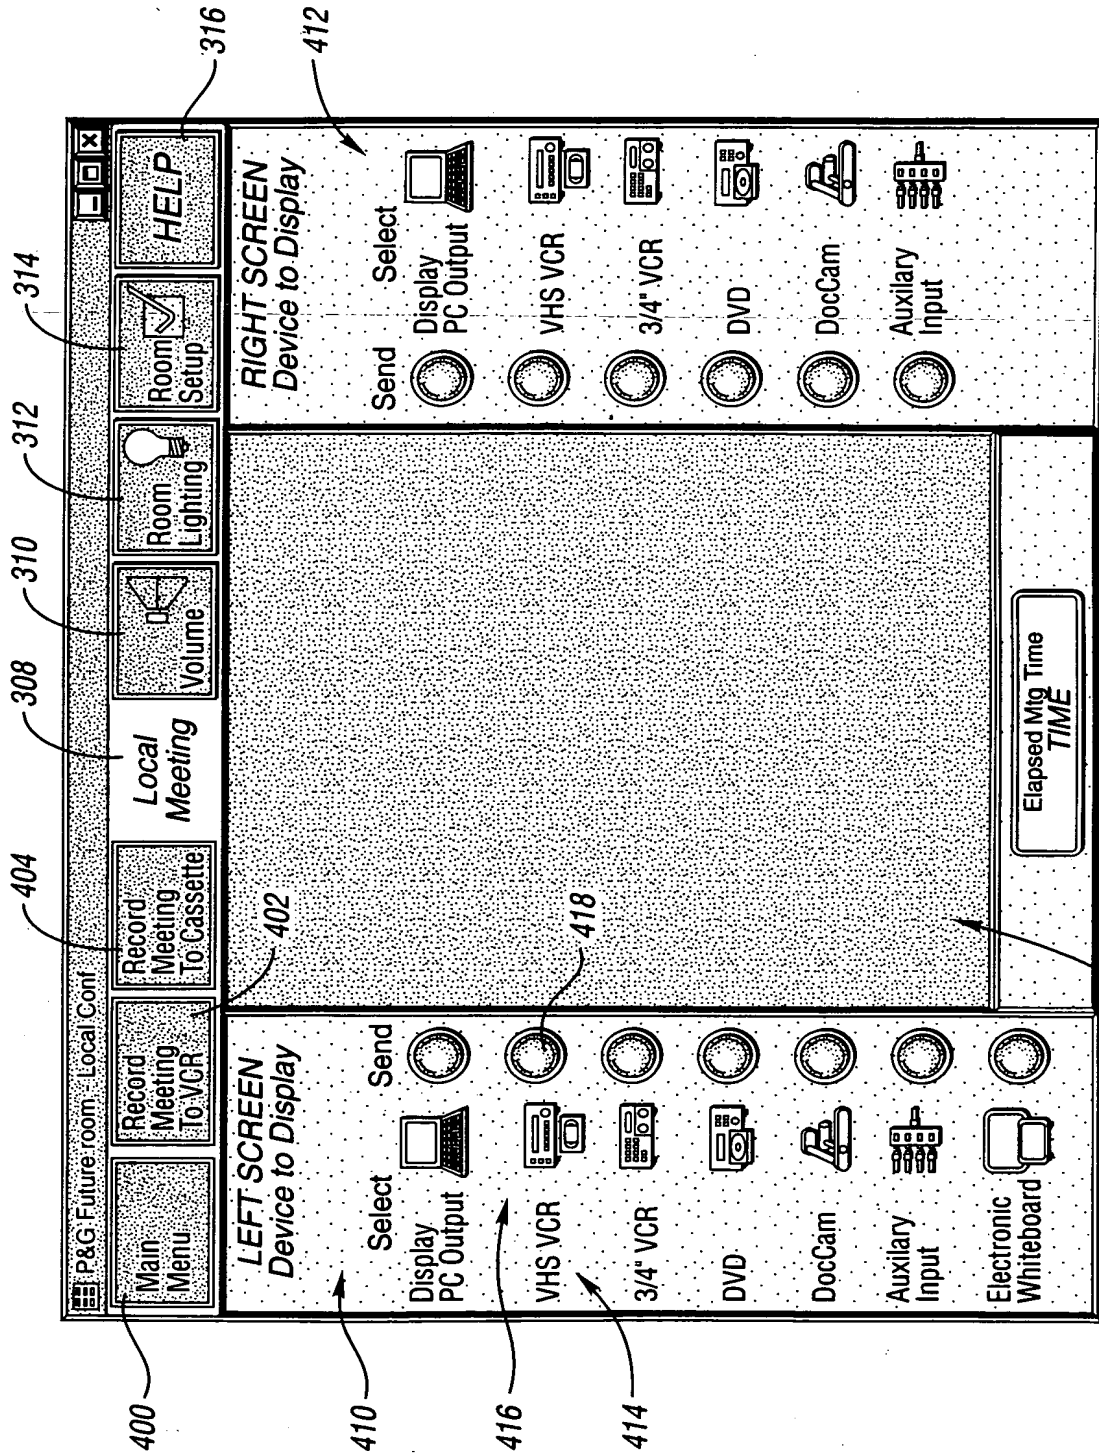 404
308
310
312
314
P&G Future room - Local Conf
Main
Menu
Record
Meeting
To VCR
Record
Meeting
To Cassette
Local
Meeting
Volume
Room
Lighting
Room
Setup
HELP
400
402
316
LEFT SCREEN
Device to Display
Select
Send
Display
PC Output
VHS VCR
3/4" VCR
DVD
DocCam
Auxilary
Input
Electronic
Whiteboard
410
416
414
418
RIGHT SCREEN
Device to Display
Send
Select
Display
PC Output
VHS VCR
3/4" VCR
DVD
DocCam
Auxilary
Input
412
Elapsed Mtg Time
TIME